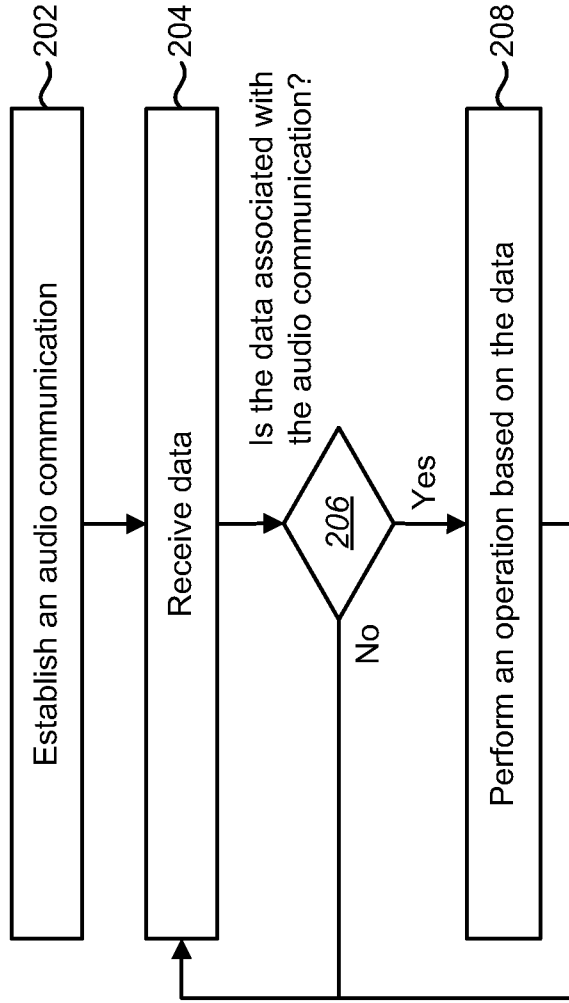 Establish an audio communication
202
Receive data
204
Is the data associated with
the audio communication?
206
No
Yes
Perform an operation based on the data
208